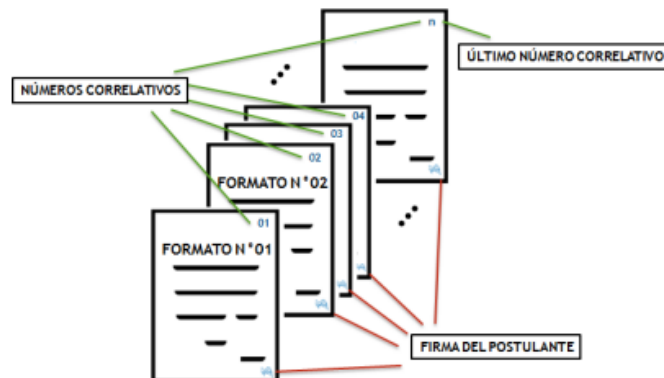 n
ÚLTIMO NÚMERO CORRELATIVO
NÚMEROS CORRELATIVOS
04
03
02
FORMATO N°02
01
FORMATO N°01
FIRMA DEL POSTULANTE